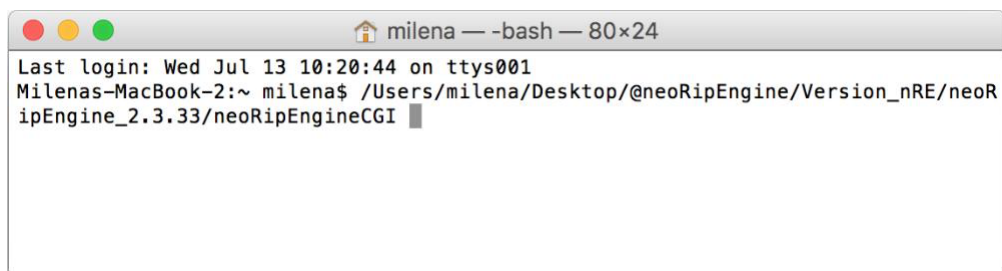 milena — -bash — 80×24
Last login: Wed Jul 13 10:20:44 on ttys001
Milenas-MacBook-2:~ milena$ /Users/milena/Desktop/@neoRipEngine/Version_nRE/neoR
ipEngine_2.3.33/neoRipEngineCGI